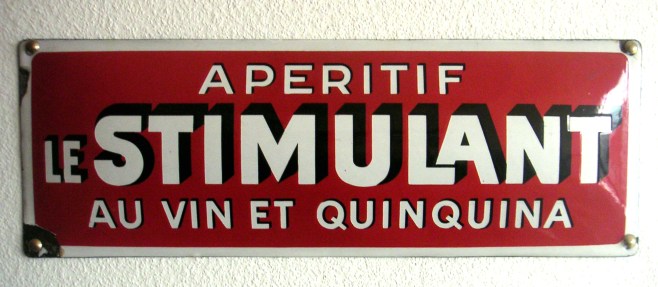 APERITIF
LE STIMULANT
AU VIN ET QUINQUINA